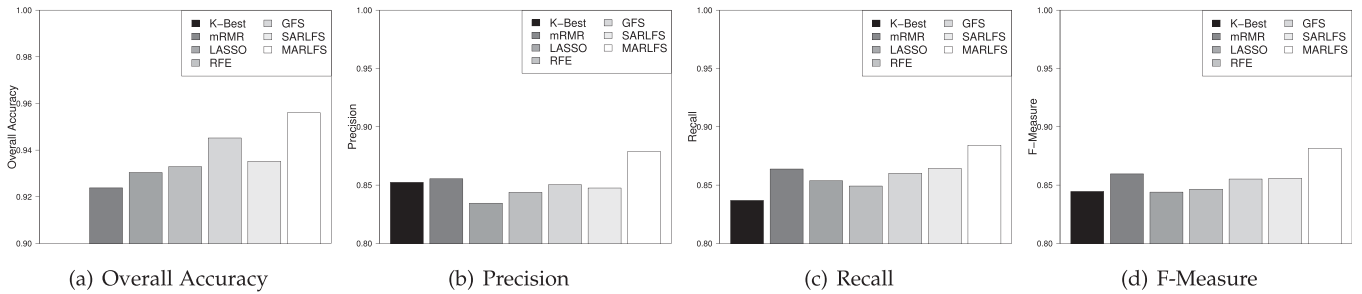 Overall Accuracy
1.00
0.98
0.96
0.94
0.92
0.90
K-Best
mRMR
LASSO
RFE
GFS
SARLFS
MARLFS
(a) Overall Accuracy
Precision
1.00
0.95
0.90
0.85
0.80
K-Best
mRMR
LASSO
RFE
GFS
SARLFS
MARLFS
(b) Precision
Recall
1.00
0.95
0.90
0.85
0.80
K-Best
mRMR
LASSO
RFE
GFS
SARLFS
MARLFS
(c) Recall
F-Measure
1.00
0.95
0.90
0.85
0.80
K-Best
mRMR
LASSO
RFE
GFS
SARLFS
MARLFS
(d) F-Measure